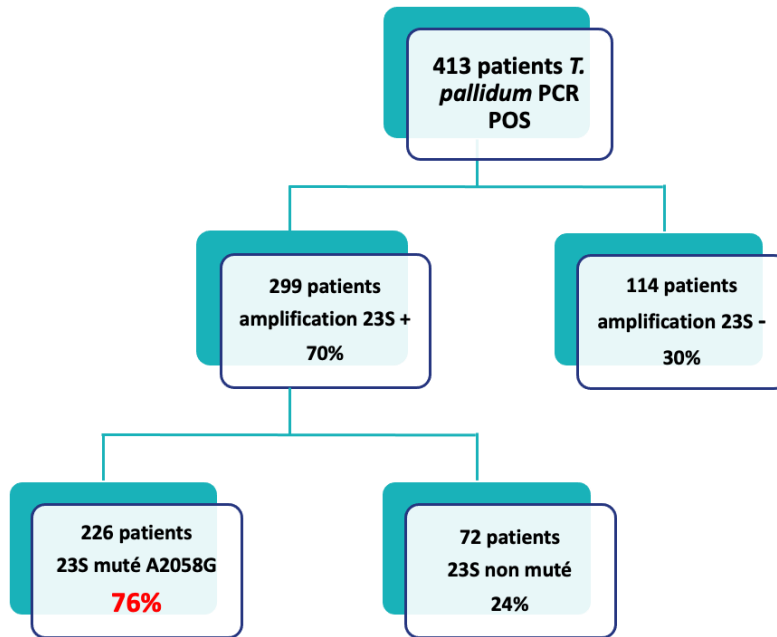 413 patients T.
pallidum PCR
POS
299 patients
amplification 23S +
70%
114 patients
amplification 23S -
30%
226 patients
23S muté A2058G
76%
72 patients
23S non muté
24%